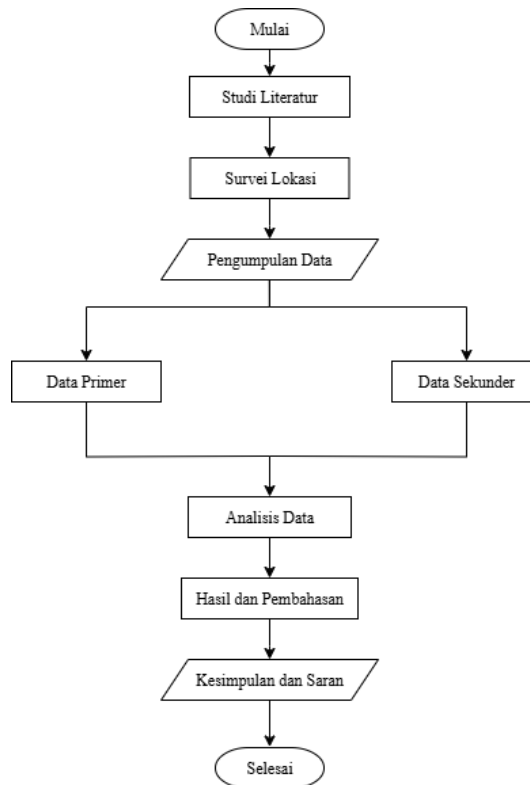 Mulai
Studi Literatur
Survei Lokasi
Pengumpulan Data
Data Primer
Data Sekunder
Analisis Data
Hasil dan Pembahasan
Kesimpulan dan Saran
Selesai